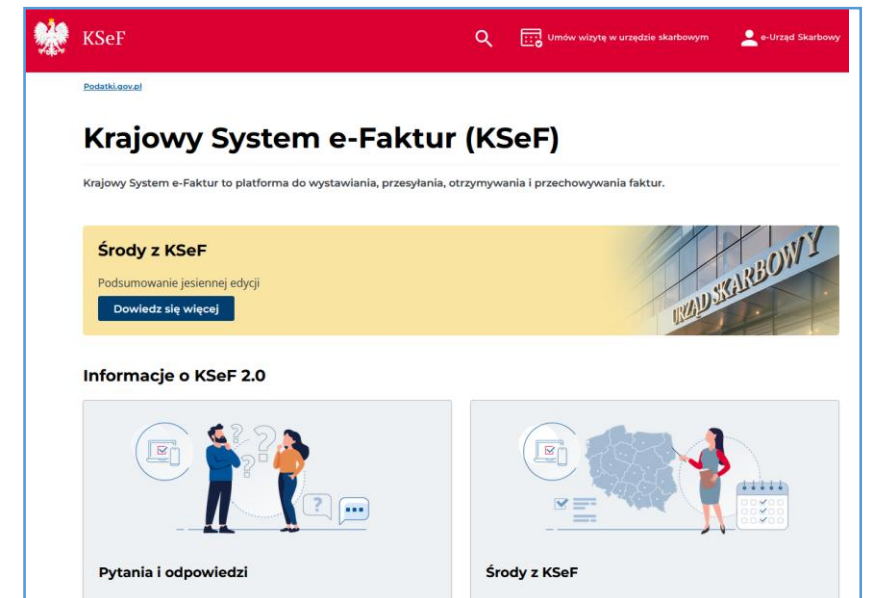 KSeF
Umów wizytę w urzędzie skarbowym
e-Urząd Skarbowy
Podatki.gov.pl
Krajowy System e-Faktur (KSeF)
Krajowy System e-Faktur to platforma do wystawiania, przesyłania, otrzymywania i przechowywania faktur.
Środy z KSeF
Podsumowanie jesiennej edycji
Dowiedz się więcej
URZĄD SKARBOWY
Informacje o KSeF 2.0
Pytania i odpowiedzi
Środy z KSeF